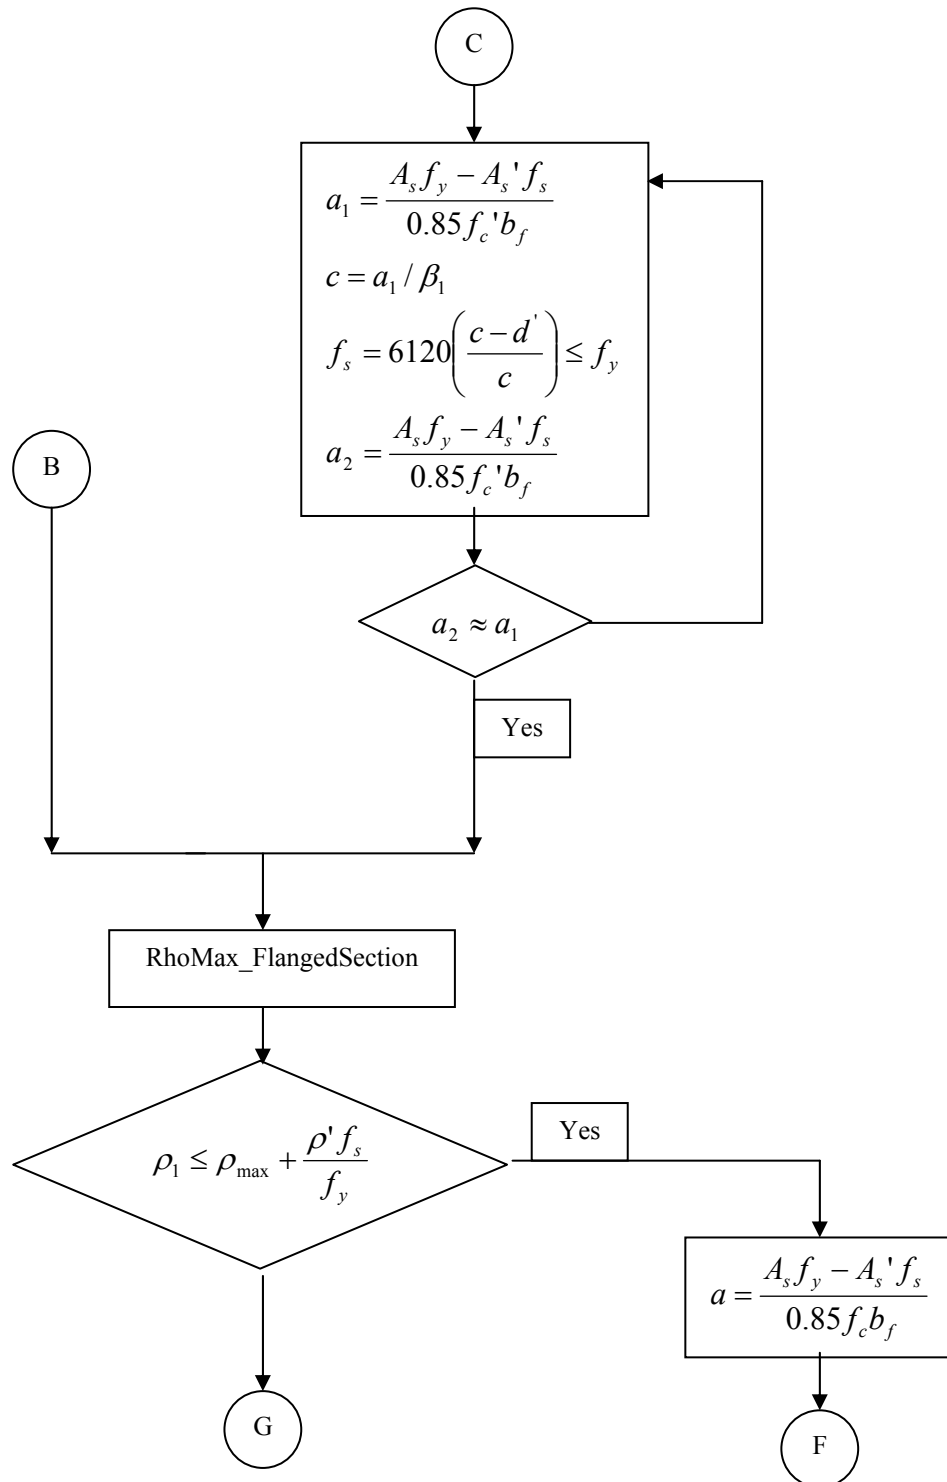 C
a₁ = (A_s f_y − A_s' f_s) / (0.85 f_c' b_f)
c = a₁ / β₁
f_s = 6120((c − d') / c) ≤ f_y
a₂ = (A_s f_y − A_s' f_s) / (0.85 f_c' b_f)
B
a₂ ≈ a₁
Yes
RhoMax_FlangedSection
ρ₁ ≤ ρ_max + (ρ' f_s) / f_y
Yes
a = (A_s f_y − A_s' f_s) / (0.85 f_c b_f)
G
F